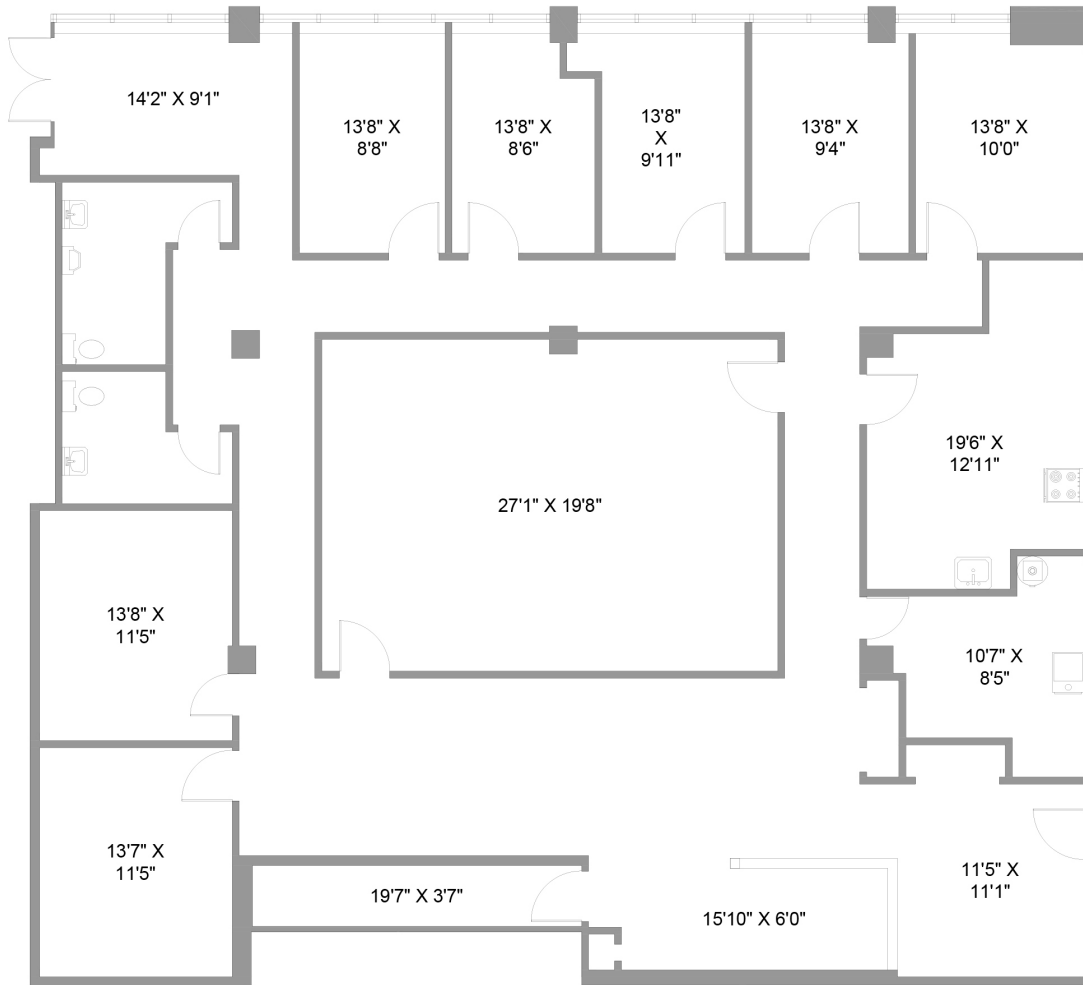 14'2" X 9'1"
13'8" X
8'8"
13'8" X
8'6"
13'8"
X
9'11"
13'8" X
9'4"
13'8" X
10'0"
19'6" X
12'11"
27'1" X 19'8"
13'8" X
11'5"
10'7" X
8'5"
13'7" X
11'5"
19'7" X 3'7"
15'10" X 6'0"
11'5" X
11'1"